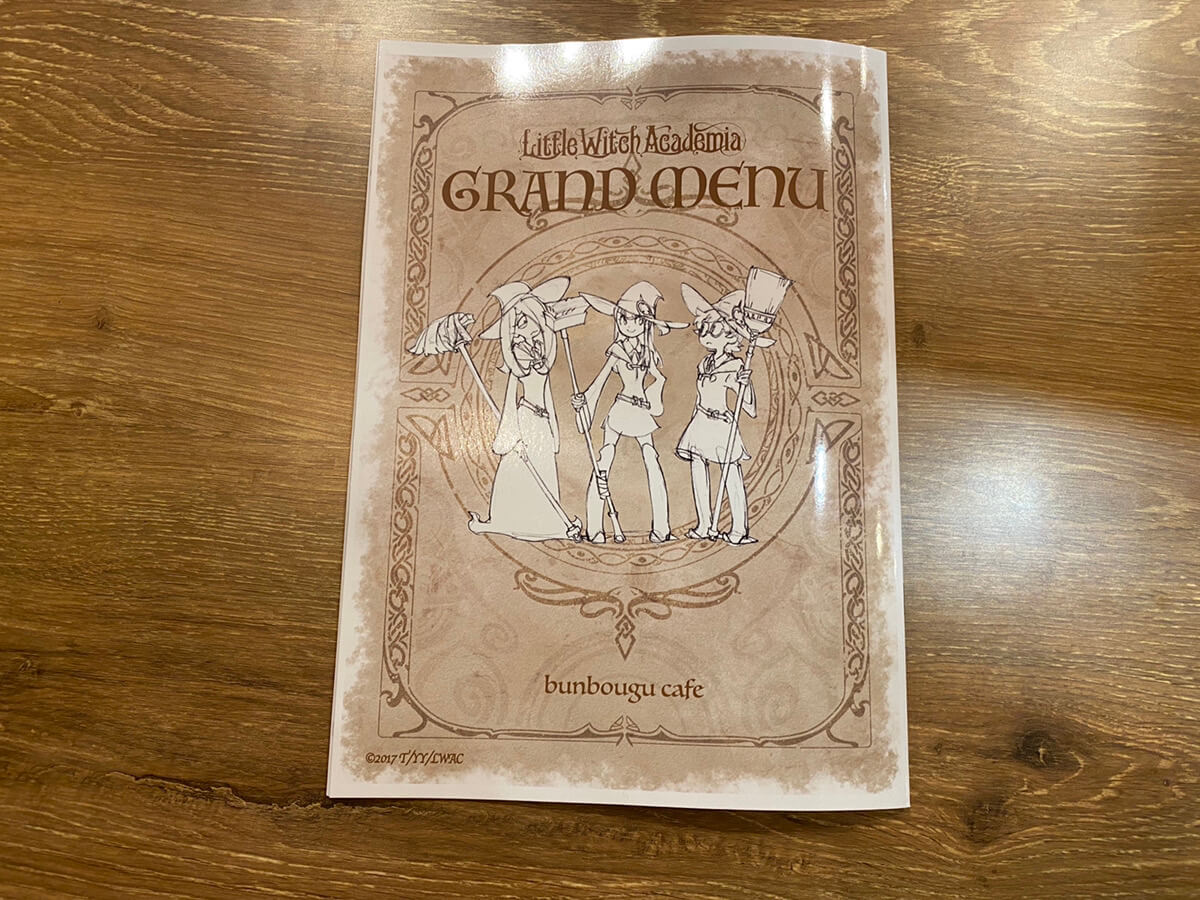 Little Witch Academia
GRAND MENU
bunbougu cafe
©2017 T/YY/LWAC